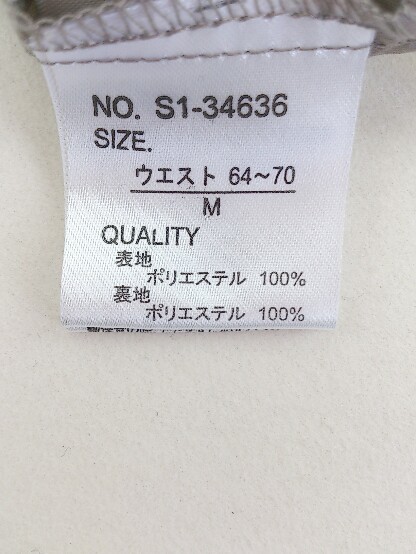 NO. S1-34636
SIZE.
ウエスト 64～70
M
QUALITY
表地
ポリエステル 100%
裏地
ポリエステル 100%